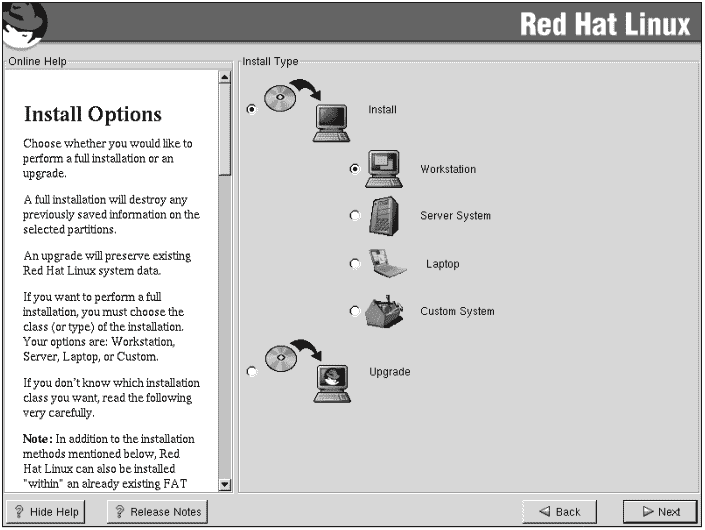 Red Hat Linux
Online Help
Install Options
Choose whether you would like to
perform a full installation or an
upgrade.
A full installation will destroy any
previously saved information on the
selected partitions.
An upgrade will preserve existing
Red Hat Linux system data.
If you want to perform a full
installation, you must choose the
class (or type) of the installation.
Your options are: Workstation,
Server, Laptop, or Custom.
If you don't know which installation
class you want, read the following
very carefully.
Note: In addition to the installation
methods mentioned below, Red
Hat Linux can also be installed
"within" an already existing FAT
Install Type
Install
Workstation
Server System
Laptop
Custom System
Upgrade
? Hide Help
? Release Notes
Back
Next